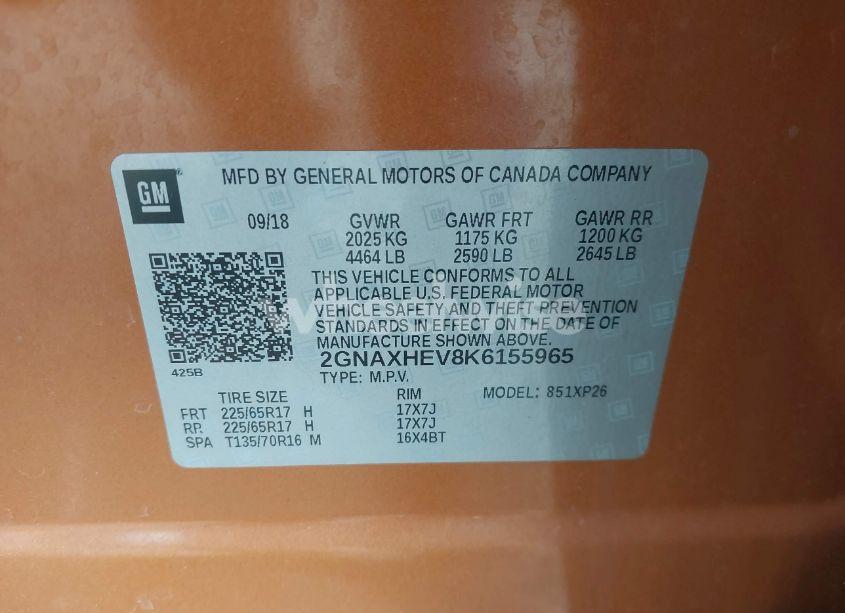 GM
MFD BY GENERAL MOTORS OF CANADA COMPANY
09/18 GVWR GAWR FRT GAWR RR
2025 KG 1175 KG 1200 KG
4464 LB 2590 LB 2645 LB
THIS VEHICLE CONFORMS TO ALL
APPLICABLE U.S. FEDERAL MOTOR
VEHICLE SAFETY AND THEFT PREVENTION
STANDARDS IN EFFECT ON THE DATE OF
MANUFACTURE SHOWN ABOVE.
2GNAXHEV8K6155965
425B
TYPE: M.P.V. MODEL: 851XP26
TIRE SIZE RIM
FRT 225/65R17 H 17X7J
RR 225/65R17 H 17X7J
SPA T135/70R16 M 16X4BT